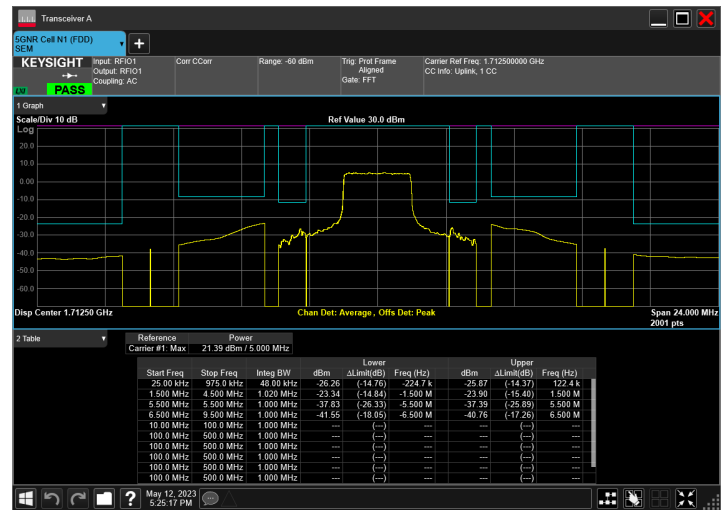 Transceiver A
5GNR Cell N1 (FDD)
SEM
KEYSIGHT
LXI
PASS
Input: RFIO1
Output: RFIO1
Coupling: AC
Corr CCorr
Range: -60 dBm
Trig: Prot Frame
Aligned
Gate: FFT
Carrier Ref Freq: 1.712500000 GHz
CC Info: Uplink, 1 CC
1 Graph
Scale/Div 10 dB
Ref Value 30.0 dBm
Log
20.0
10.0
0.00
-10.0
-20.0
-30.0
-40.0
-50.0
-60.0
Disp Center 1.71250 GHz
Chan Det: Average , Offs Det: Peak
Span 24.000 MHz
2001 pts
2 Table
Reference Power
Carrier #1: Max 21.39 dBm / 5.000 MHz
Lower Upper
Start Freq Stop Freq Integ BW dBm ΔLimit(dB) Freq (Hz) dBm ΔLimit(dB) Freq (Hz)
25.00 kHz 975.0 kHz 48.00 kHz -26.26 (-14.76) -224.7 k -25.87 (-14.37) 122.4 k
1.500 MHz 4.500 MHz 1.020 MHz -23.34 (-14.84) -1.500 M -23.90 (-15.40) 1.500 M
5.500 MHz 5.500 MHz 1.000 MHz -37.83 (-26.33) -5.500 M -37.39 (-25.89) 5.500 M
6.500 MHz 9.500 MHz 1.000 MHz -41.55 (-18.05) -6.500 M -40.76 (-17.26) 6.500 M
10.00 MHz 100.0 MHz 1.000 MHz --- (---) --- --- (---) ---
100.0 MHz 500.0 MHz 1.000 MHz --- (---) --- --- (---) ---
100.0 MHz 500.0 MHz 1.000 MHz --- (---) --- --- (---) ---
100.0 MHz 500.0 MHz 1.000 MHz --- (---) --- --- (---) ---
100.0 MHz 500.0 MHz 1.000 MHz --- (---) --- --- (---) ---
100.0 MHz 500.0 MHz 1.000 MHz --- (---) --- --- (---) ---
May 12, 2023
5:25:17 PM